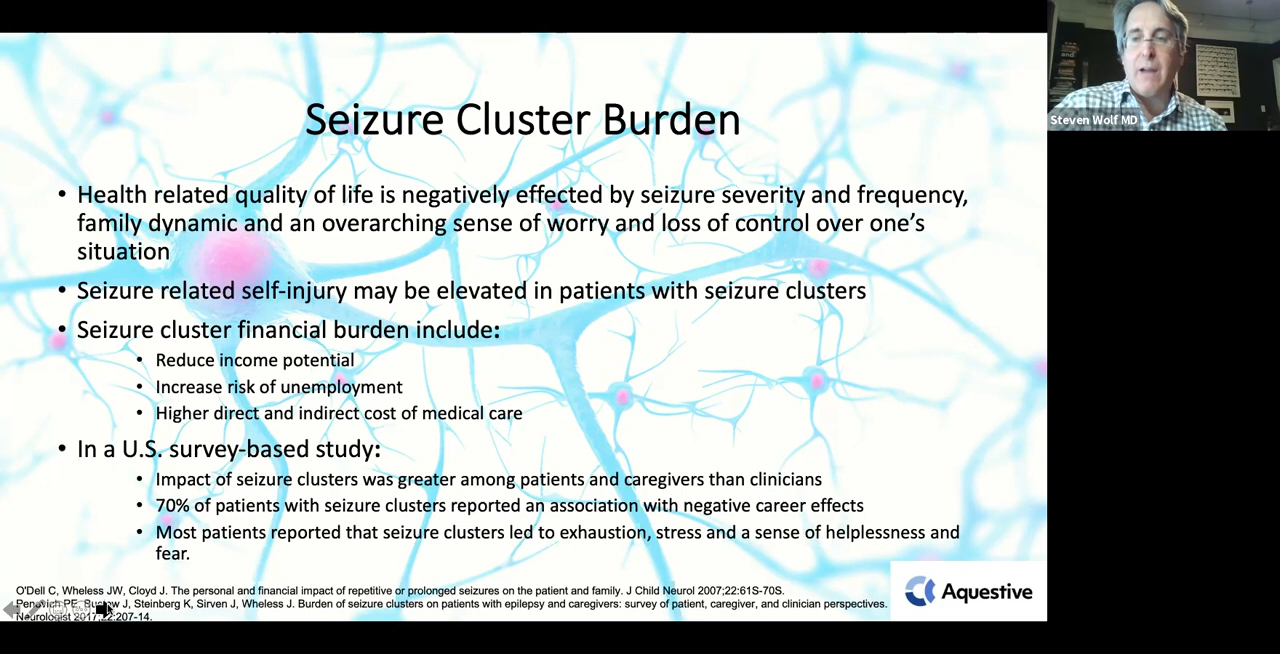 Seizure Cluster Burden
• Health related quality of life is negatively effected by seizure severity and frequency,
family dynamic and an overarching sense of worry and loss of control over one's
situation
• Seizure related self-injury may be elevated in patients with seizure clusters
• Seizure cluster financial burden include:
• Reduce income potential
• Increase risk of unemployment
• Higher direct and indirect cost of medical care
• In a U.S. survey-based study:
• Impact of seizure clusters was greater among patients and caregivers than clinicians
• 70% of patients with seizure clusters reported an association with negative career effects
• Most patients reported that seizure clusters led to exhaustion, stress and a sense of helplessness and
fear.
O'Dell C, Wheless JW, Cloyd J. The personal and financial impact of repetitive or prolonged seizures on the patient and family. J Child Neurol 2007;22:61S-70S.
Penovich PE, Buelow J, Steinberg K, Sirven J, Wheless J. Burden of seizure clusters on patients with epilepsy and caregivers: survey of patient, caregiver, and clinician perspectives.
Neurologist 2017;22:207-14.
Aquestive
Steven Wolf MD